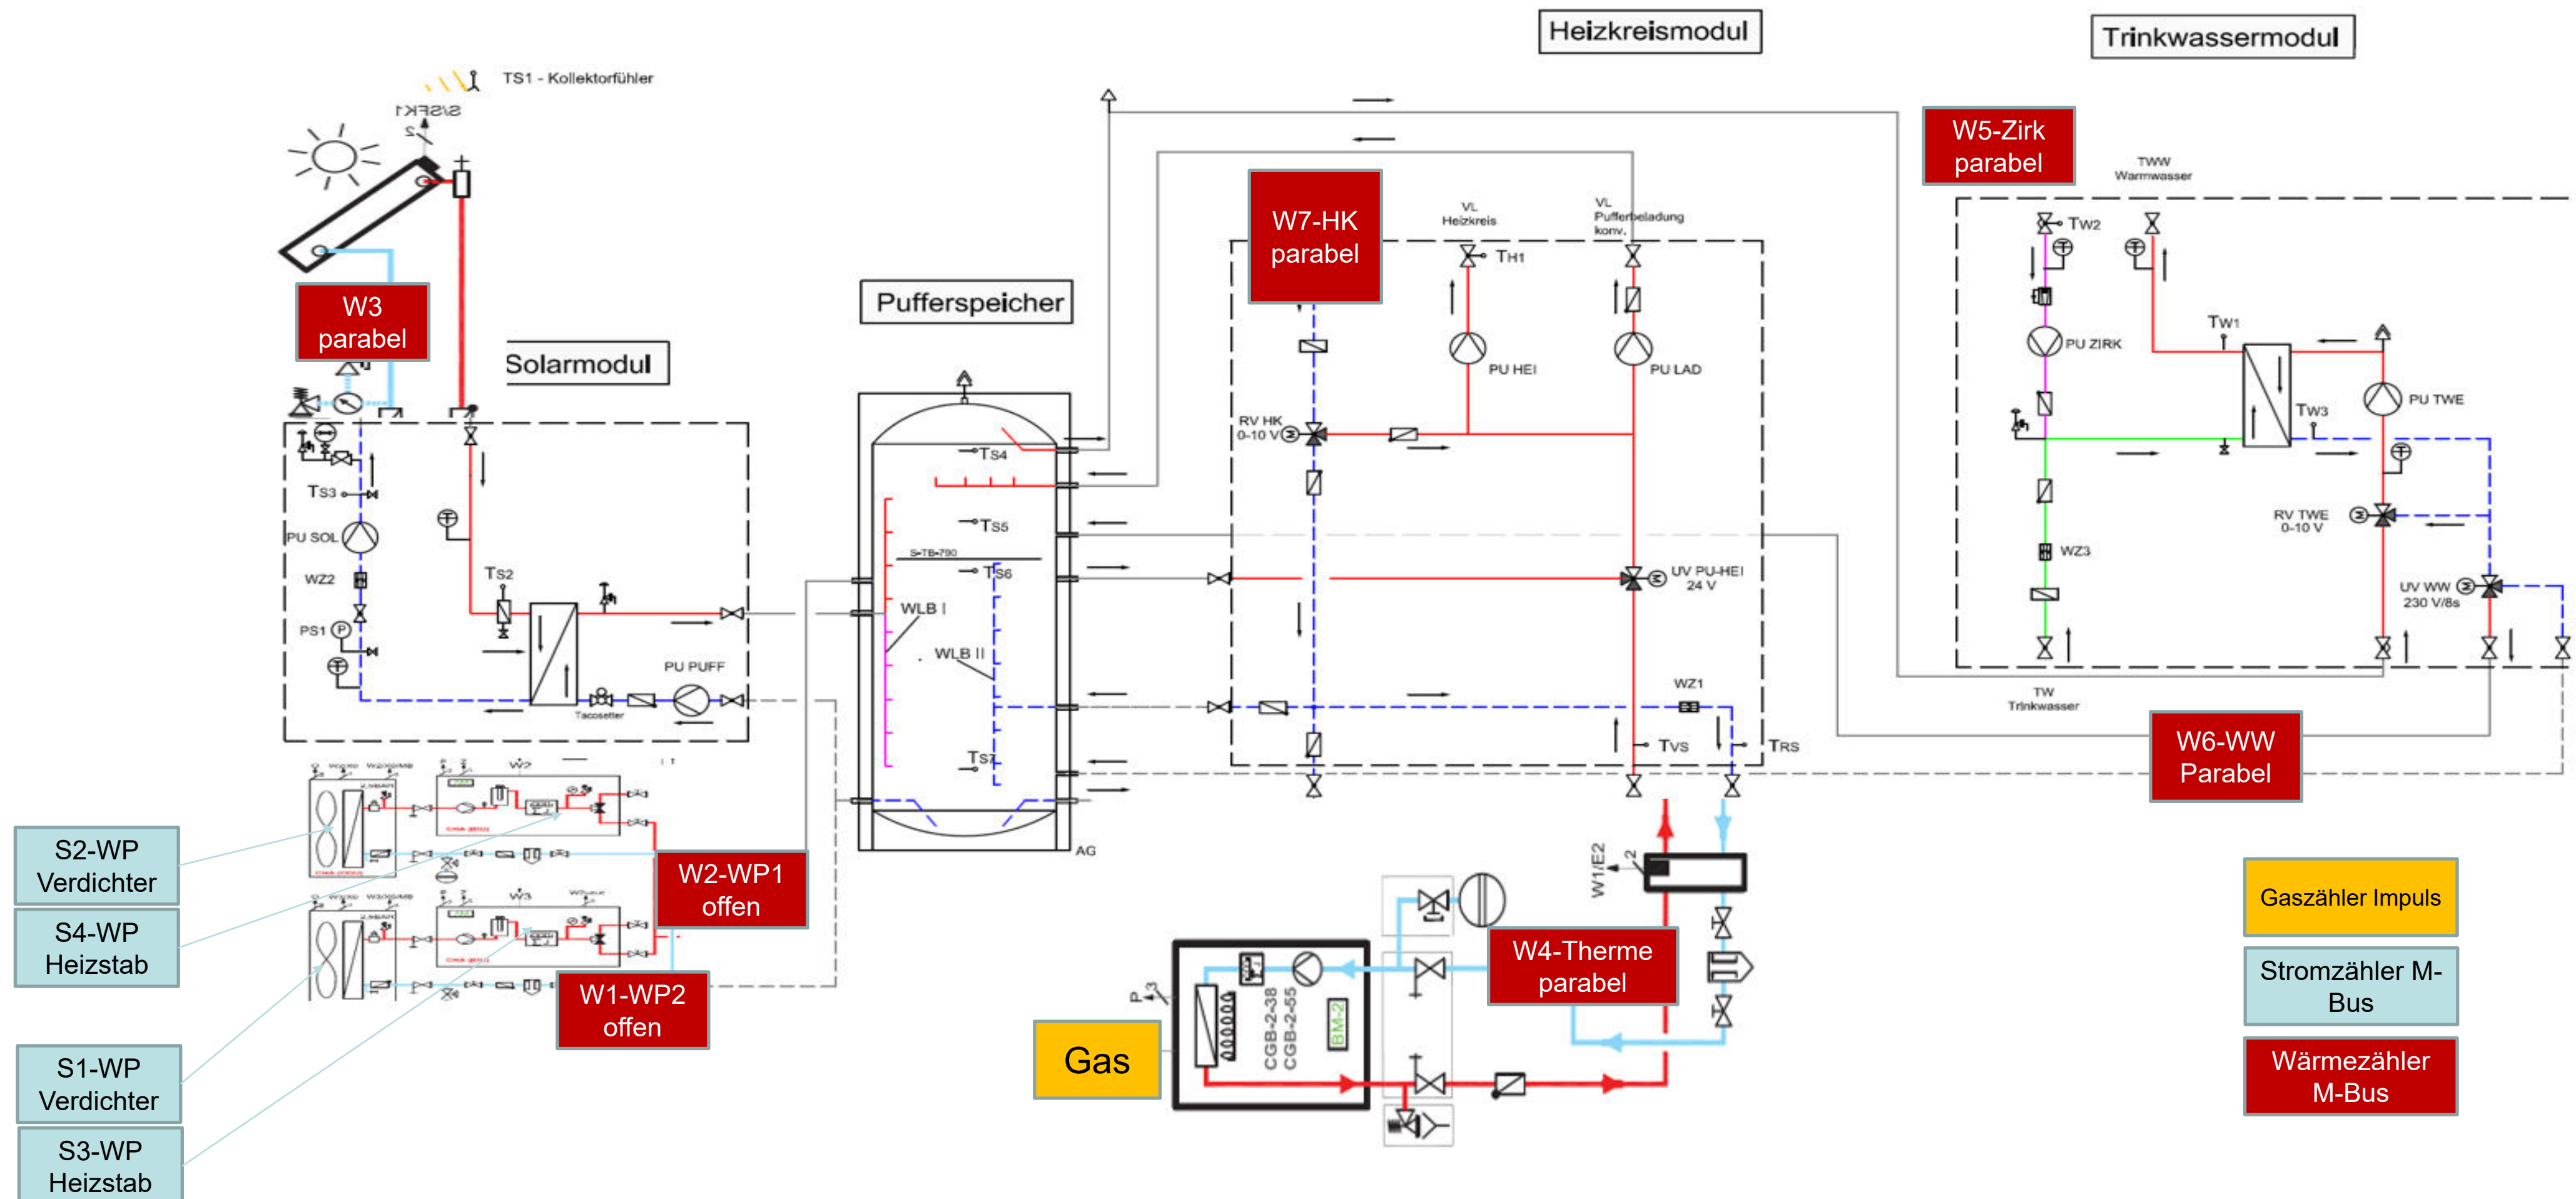 Heizkreismodul
Trinkwassermodul
TS1 - Kollektorfühler
S/SFK1
2
W5-Zirk
parabel
TWW
Warmwasser
W7-HK
parabel
VL
Heizkreis
VL
Pufferbeladung
konv.
TH1
TW2
W3
parabel
Pufferspeicher
Solarmodul
PU HEI
PU LAD
PU ZIRK
TW1
PU TWE
TW3
RV HK
0-10 V
M
TS4
TS3
TS5
PU SOL
S-TB-790
TS6
RV TWE
0-10 V
M
WZ2
TS2
WZ3
UV PU-HEI
24 V
M
UV WW
230 V/8s
M
WLB I
PS1
P
WLB II
PU PUFF
Tacosetter
WZ1
TW
Trinkwasser
TS7
TVS
TRS
W6-WW
Parabel
W2
S2-WP
Verdichter
AG
W2-WP1
offen
W1/E2
2
Gaszähler Impuls
S4-WP
Heizstab
W3
W4-Therme
parabel
Stromzähler M-
Bus
W1-WP2
offen
P
3
CGB-2-38
CGB-2-55
BM-2
Gas
S1-WP
Verdichter
Wärmezähler
M-Bus
S3-WP
Heizstab